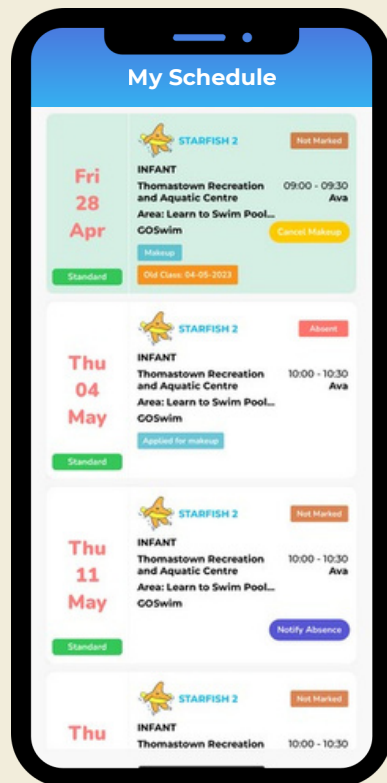 My Schedule
STARFISH 2
Not Marked
INFANT
Fri
28
Apr
Thomastown Recreation
and Aquatic Centre
09:00 - 09:30
Ava
Area: Learn to Swim Pool...
GOSwim
Cancel Makeup
Makeup
Old Class: 04-05-2023
Standard
STARFISH 2
Absent
INFANT
Thu
04
May
Thomastown Recreation
and Aquatic Centre
10:00 - 10:30
Ava
Area: Learn to Swim Pool...
GOSwim
Applied for makeup
Standard
STARFISH 2
Not Marked
INFANT
Thu
11
May
Thomastown Recreation
and Aquatic Centre
10:00 - 10:30
Ava
Area: Learn to Swim Pool...
GOSwim
Notify Absence
Standard
STARFISH 2
Not Marked
INFANT
Thu
Thomastown Recreation
10:00 - 10:30